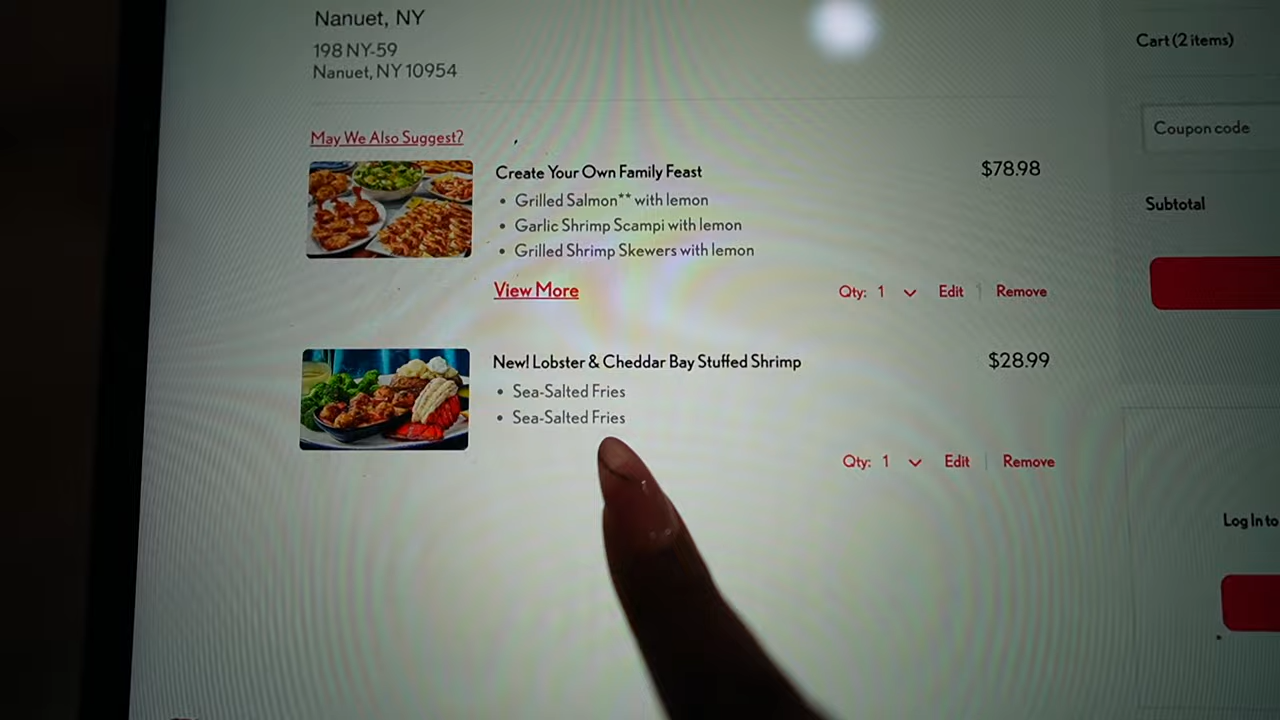 Nanuet, NY
198 NY-59
Nanuet, NY 10954
May We Also Suggest?
Create Your Own Family Feast
$78.98
• Grilled Salmon** with lemon
• Garlic Shrimp Scampi with lemon
• Grilled Shrimp Skewers with lemon
View More
Qty: 1
Edit
Remove
New! Lobster & Cheddar Bay Stuffed Shrimp
$28.99
• Sea-Salted Fries
• Sea-Salted Fries
Qty: 1
Edit
Remove
Cart (2 items)
Coupon code
Subtotal
Log In to